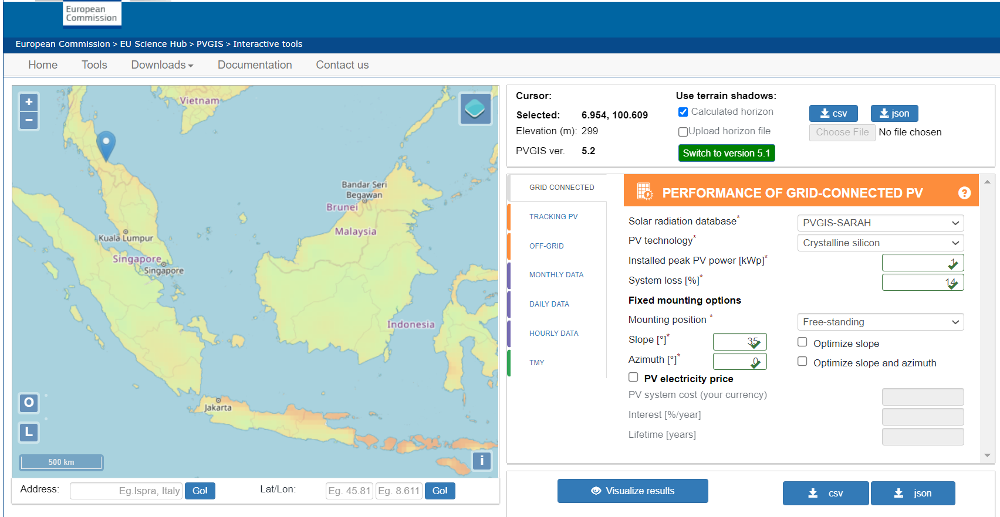 European
Commission
European Commission > EU Science Hub > PVGIS > Interactive tools
Home Tools Downloads Documentation Contact us
+
−
Vietnam
Bandar Seri
Begawan
Brunei
Malaysia
Kuala Lumpur
Singapore
Singapore
Indonesia
Jakarta
O
L
500 km
i
Address: Eg.Ispra, Italy Go! Lat/Lon: Eg. 45.81 Eg. 8.611 Go!
Cursor:
Selected: 6.954, 100.609
Elevation (m): 299
PVGIS ver. 5.2
Use terrain shadows:
Calculated horizon
Upload horizon file
Switch to version 5.1
csv json
Choose File No file chosen
GRID CONNECTED
TRACKING PV
OFF-GRID
MONTHLY DATA
DAILY DATA
HOURLY DATA
TMY
PERFORMANCE OF GRID-CONNECTED PV ?
Solar radiation database* PVGIS-SARAH
PV technology* Crystalline silicon
Installed peak PV power [kWp]* 1
System loss [%]* 14
Fixed mounting options
Mounting position * Free-standing
Slope [°]* 35 Optimize slope
Azimuth [°]* 0 Optimize slope and azimuth
PV electricity price
PV system cost (your currency)
Interest [%/year]
Lifetime [years]
Visualize results csv json